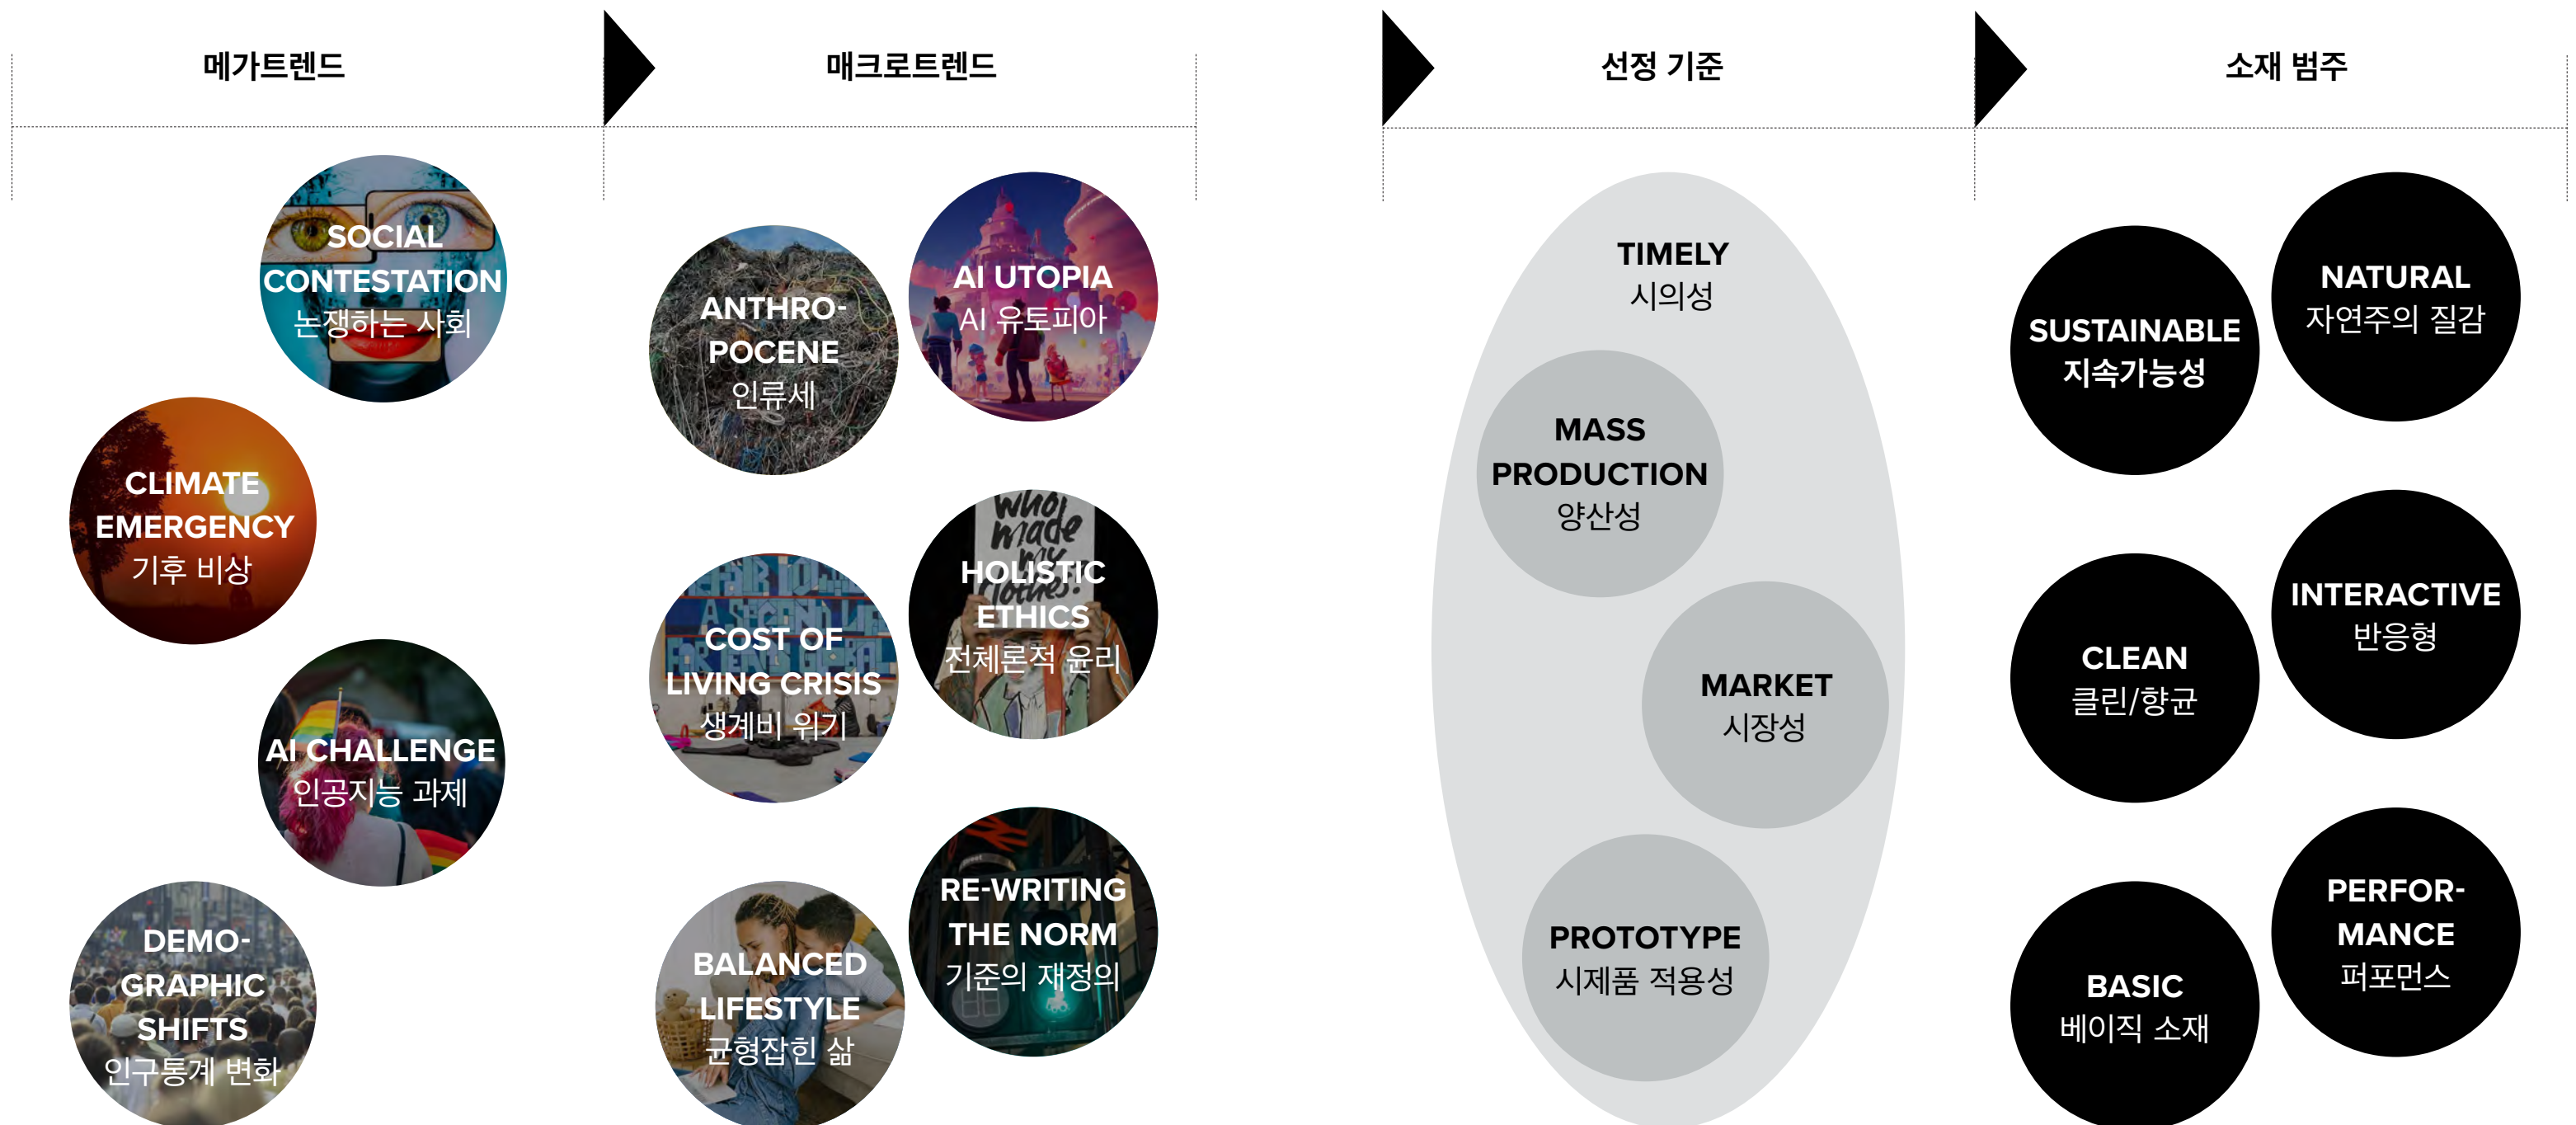 메가트렌드
매크로트렌드
선정 기준
소재 범주
SOCIAL
CONTESTATION
논쟁하는 사회
CLIMATE
EMERGENCY
기후 비상
AI CHALLENGE
인공지능 과제
DEMO-
GRAPHIC
SHIFTS
인구통계 변화
ANTHRO-
POCENE
인류세
AI UTOPIA
AI 유토피아
who
made
my
clothes?
HOLISTIC
ETHICS
전체론적 윤리
COST OF
LIVING CRISIS
생계비 위기
RE-WRITING
THE NORM
기준의 재정의
BALANCED
LIFESTYLE
균형잡힌 삶
TIMELY
시의성
MASS
PRODUCTION
양산성
MARKET
시장성
PROTOTYPE
시제품 적용성
SUSTAINABLE
지속가능성
NATURAL
자연주의 질감
CLEAN
클린/향균
INTERACTIVE
반응형
BASIC
베이직 소재
PERFOR-
MANCE
퍼포먼스